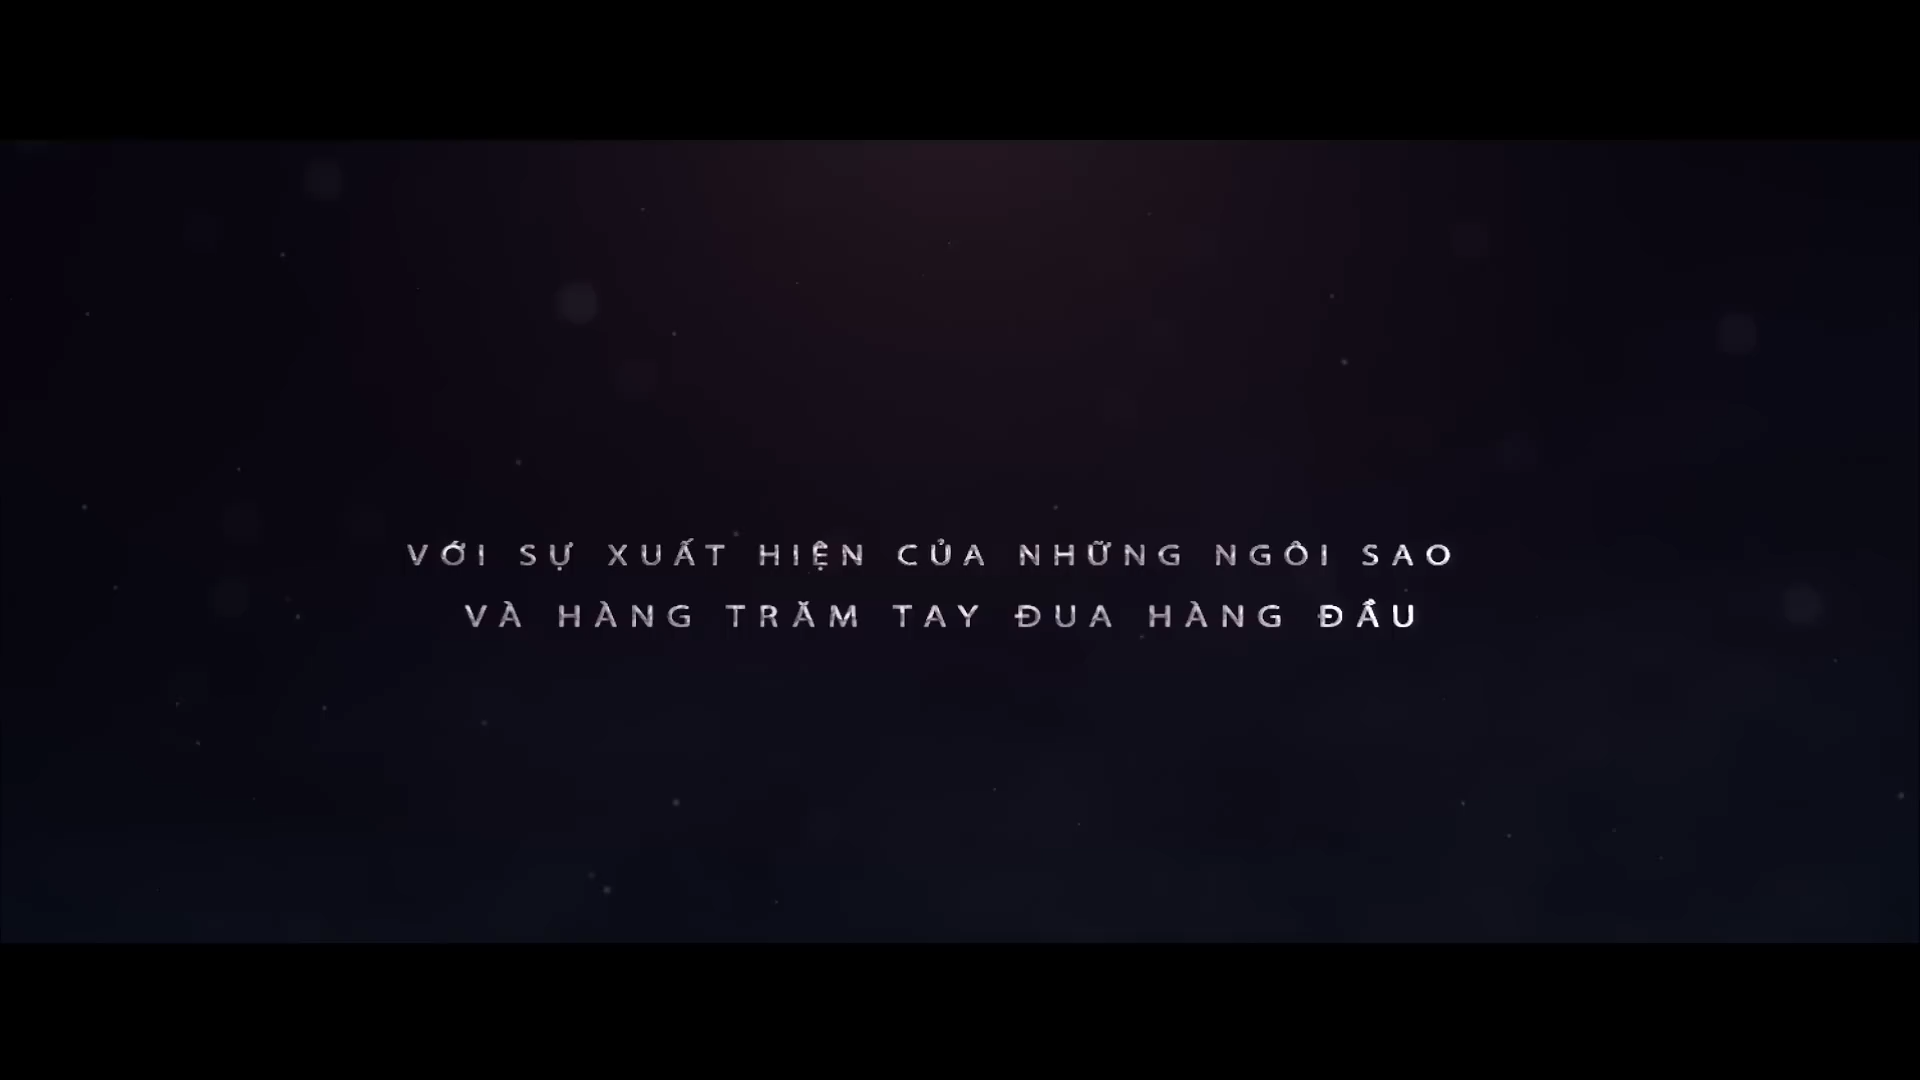 VỚI SỰ XUẤT HIỆN CỦA NHỮNG NGÔI SAO
VÀ HÀNG TRĂM TAY ĐUA HÀNG ĐẦU